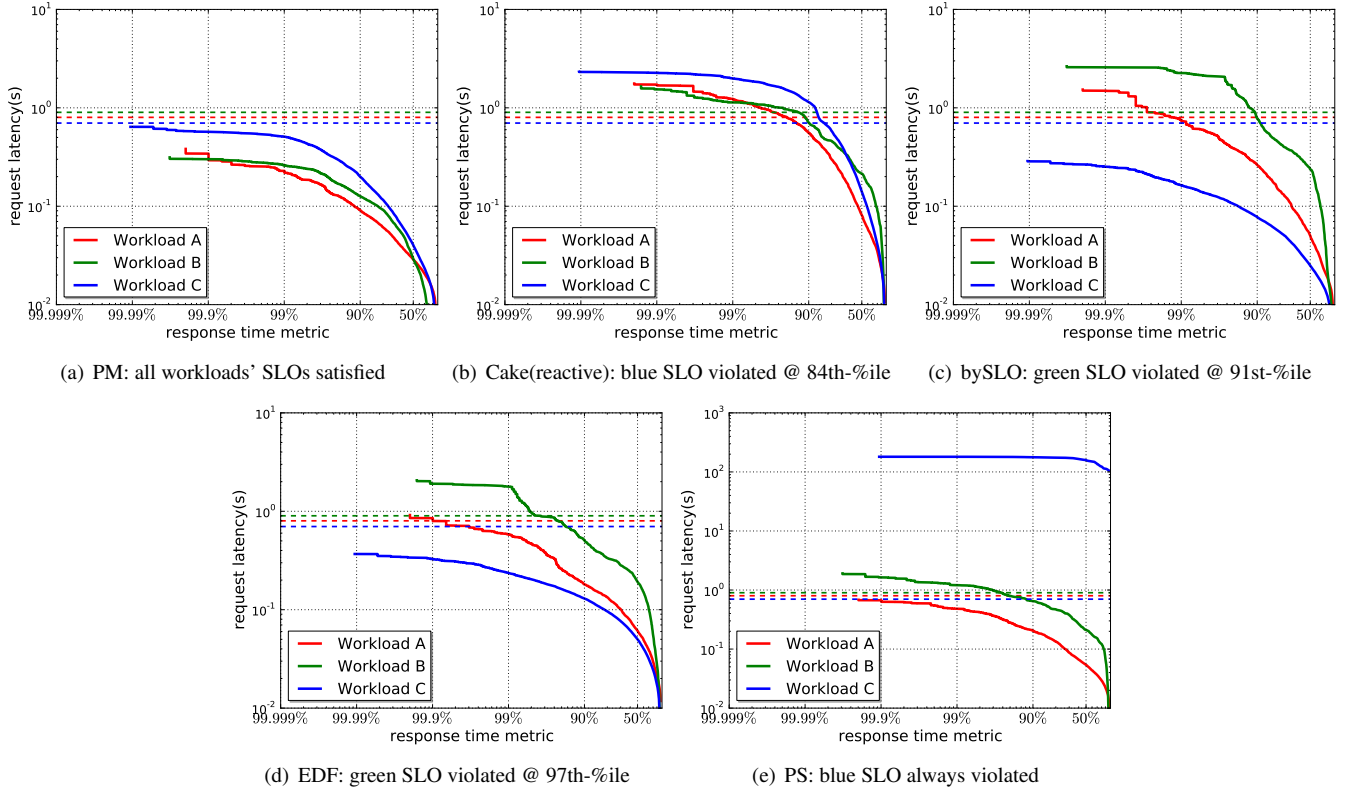 10^1
10^0
10^-1
10^-2
request latency(s)
Workload A
Workload B
Workload C
99.999%
99.99%
99.9%
99%
90%
50%
response time metric
(a) PM: all workloads' SLOs satisfied
10^1
10^0
10^-1
10^-2
request latency(s)
Workload A
Workload B
Workload C
99.999%
99.99%
99.9%
99%
90%
50%
response time metric
(b) Cake(reactive): blue SLO violated @ 84th-%ile
10^1
10^0
10^-1
10^-2
request latency(s)
Workload A
Workload B
Workload C
99.999%
99.99%
99.9%
99%
90%
50%
response time metric
(c) bySLO: green SLO violated @ 91st-%ile
10^1
10^0
10^-1
10^-2
request latency(s)
Workload A
Workload B
Workload C
99.999%
99.99%
99.9%
99%
90%
50%
response time metric
(d) EDF: green SLO violated @ 97th-%ile
10^3
10^2
10^1
10^0
10^-1
10^-2
request latency(s)
Workload A
Workload B
Workload C
99.999%
99.99%
99.9%
99%
90%
50%
response time metric
(e) PS: blue SLO always violated